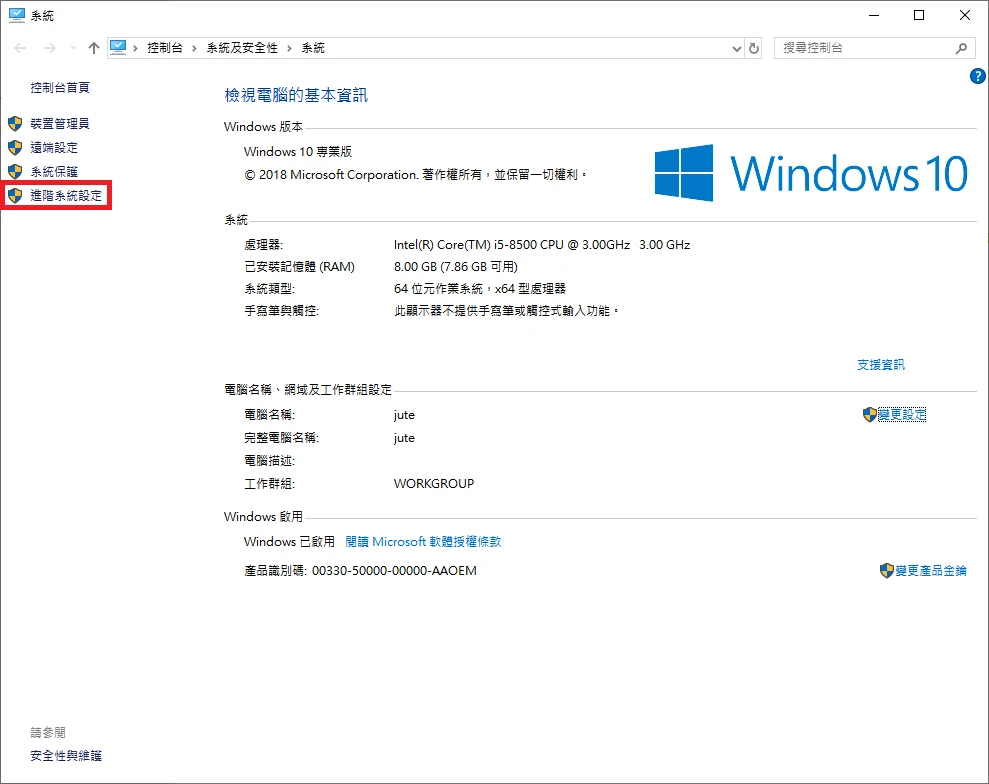 系統
控制台 > 系統及安全性 > 系統
搜尋控制台
?
控制台首頁
裝置管理員
遠端設定
系統保護
進階系統設定
檢視電腦的基本資訊
Windows 版本
Windows 10 專業版
© 2018 Microsoft Corporation. 著作權所有，並保留一切權利。
Windows 10
系統
處理器: Intel(R) Core(TM) i5-8500 CPU @ 3.00GHz 3.00 GHz
已安裝記憶體 (RAM) 8.00 GB (7.86 GB 可用)
系統類型: 64 位元作業系統，x64 型處理器
手寫筆與觸控: 此顯示器不提供手寫筆或觸控式輸入功能。
支援資訊
電腦名稱、網域及工作群組設定
電腦名稱: jute 變更設定
完整電腦名稱: jute
電腦描述:
工作群組: WORKGROUP
Windows 啟用
Windows 已啟用 閱讀 Microsoft 軟體授權條款
產品識別碼: 00330-50000-00000-AAOEM 變更產品金鑰
請參閱
安全性與維護